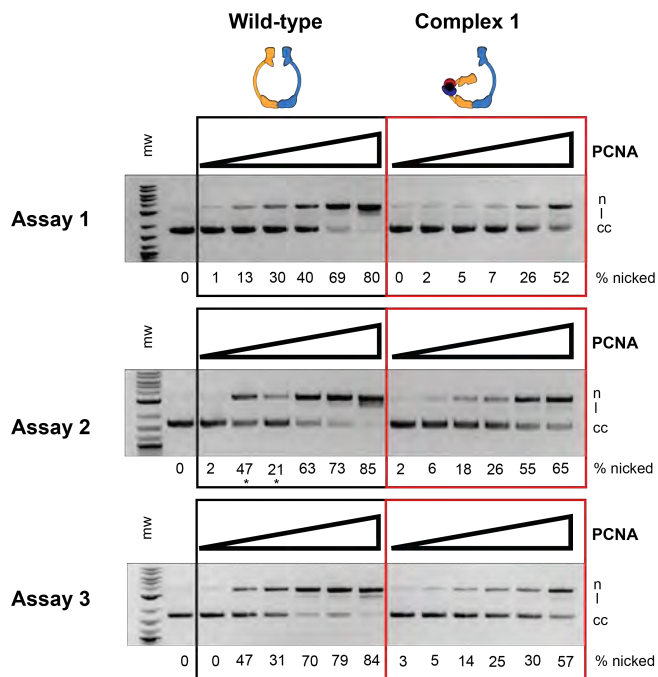 Wild-type Complex 1
mw
PCNA
Assay 1
n
l
cc
0 1 13 30 40 69 80 0 2 5 7 26 52 % nicked
mw
PCNA
Assay 2
n
l
cc
0 2 47 21 63 73 85 2 6 18 26 55 65 % nicked
* *
mw
PCNA
Assay 3
n
l
cc
0 0 47 31 70 79 84 3 5 14 25 30 57 % nicked